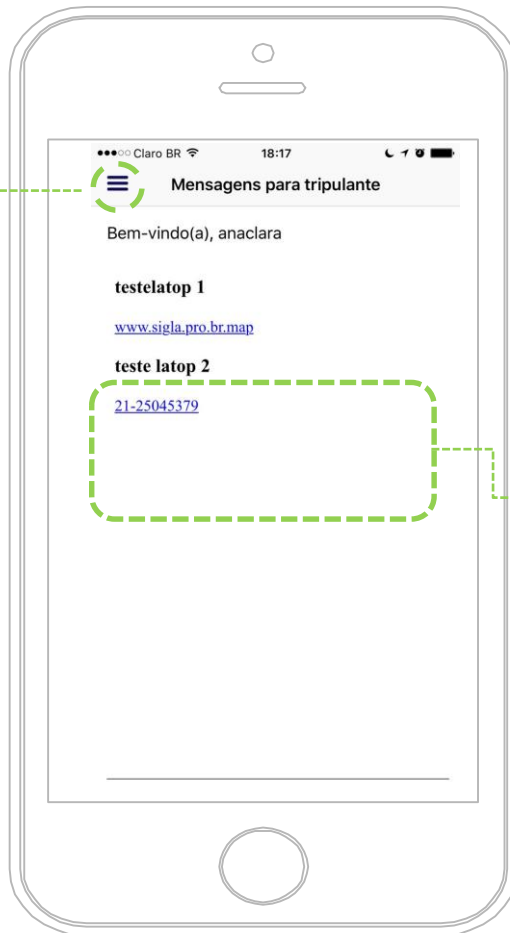 Claro BR 18:17
Mensagens para tripulante
Bem-vindo(a), anaclara
testelatop 1
www.sigla.pro.br.map
teste latop 2
21-25045379